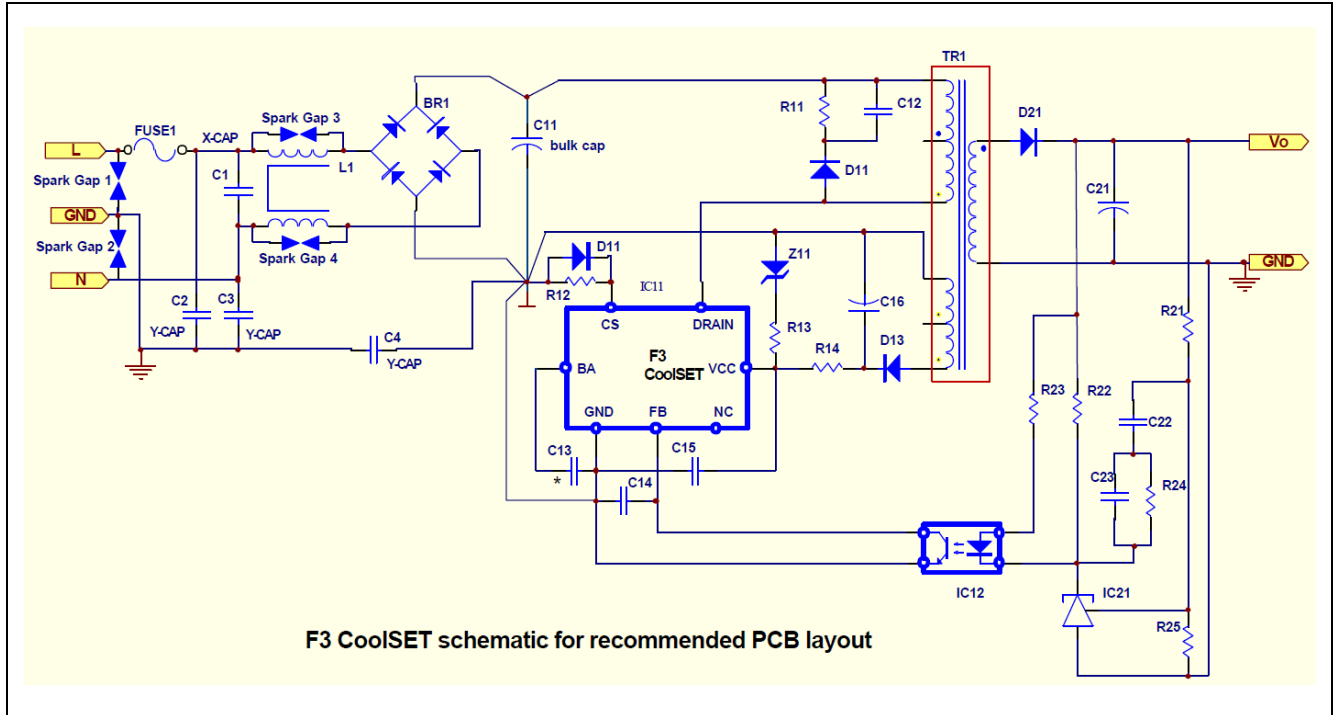 TR1
FUSE1
X-CAP
Spark Gap 3
BR1
C11
bulk cap
R11
C12
D21
L
Vo
Spark Gap 1
C1
L1
D11
C21
GND
Spark Gap 2
Spark Gap 4
N
D11
Z11
GND
R12
IC11
C2
C3
C16
Y-CAP
Y-CAP
C4
Y-CAP
CS
DRAIN
R13
R21
F3
CoolSET
R14
D13
BA
VCC
R23
R22
GND
FB
NC
C22
C13
*
C15
C14
C23
R24
IC12
IC21
R25
F3 CoolSET schematic for recommended PCB layout